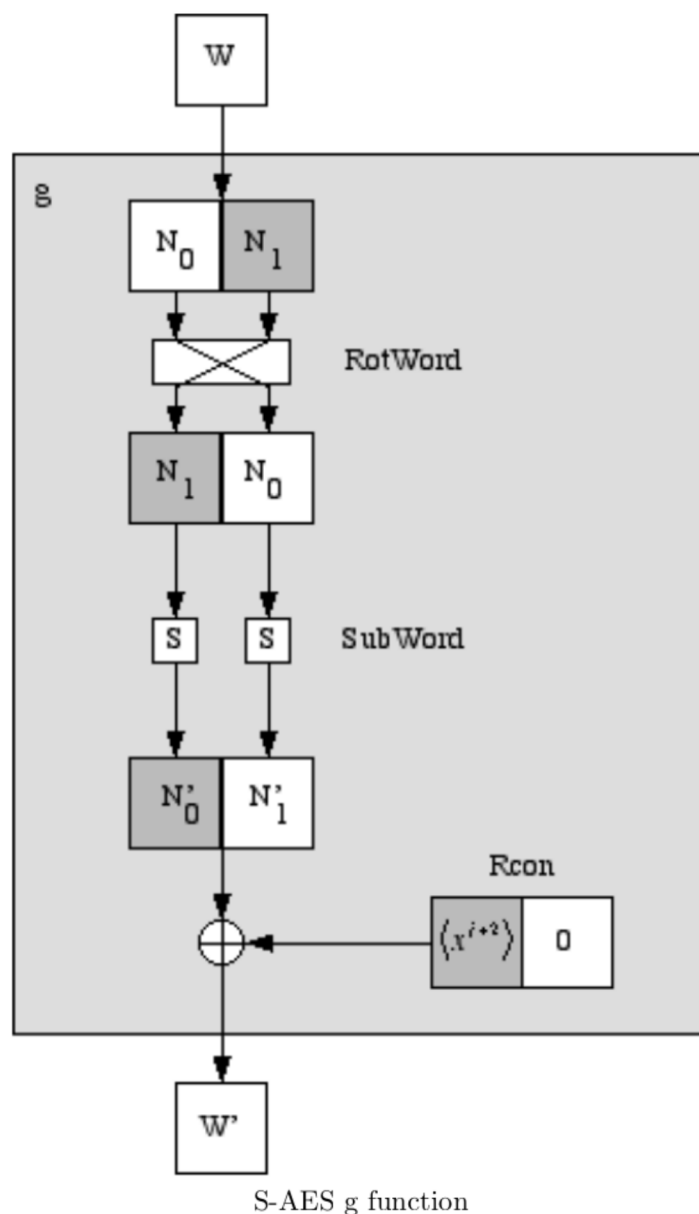 W
g
N0 N1
RotWord
N1 N0
S S SubWord
N'0 N'1
Rcon
⟨x^{i+2}⟩ 0
W'
S-AES g function